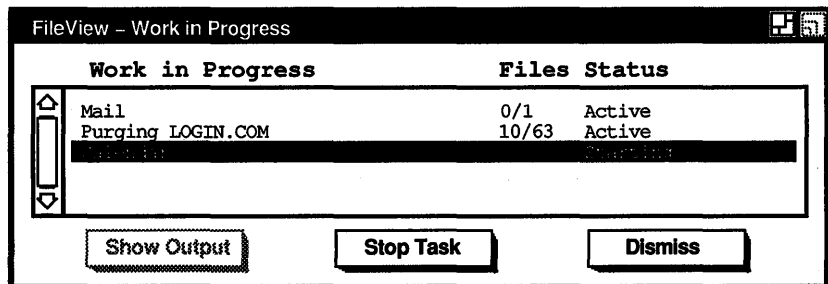 FileView – Work in Progress
Work in Progress Files Status
Mail 0/1 Active
Purging LOGIN.COM 10/63 Active
Show Output Stop Task Dismiss